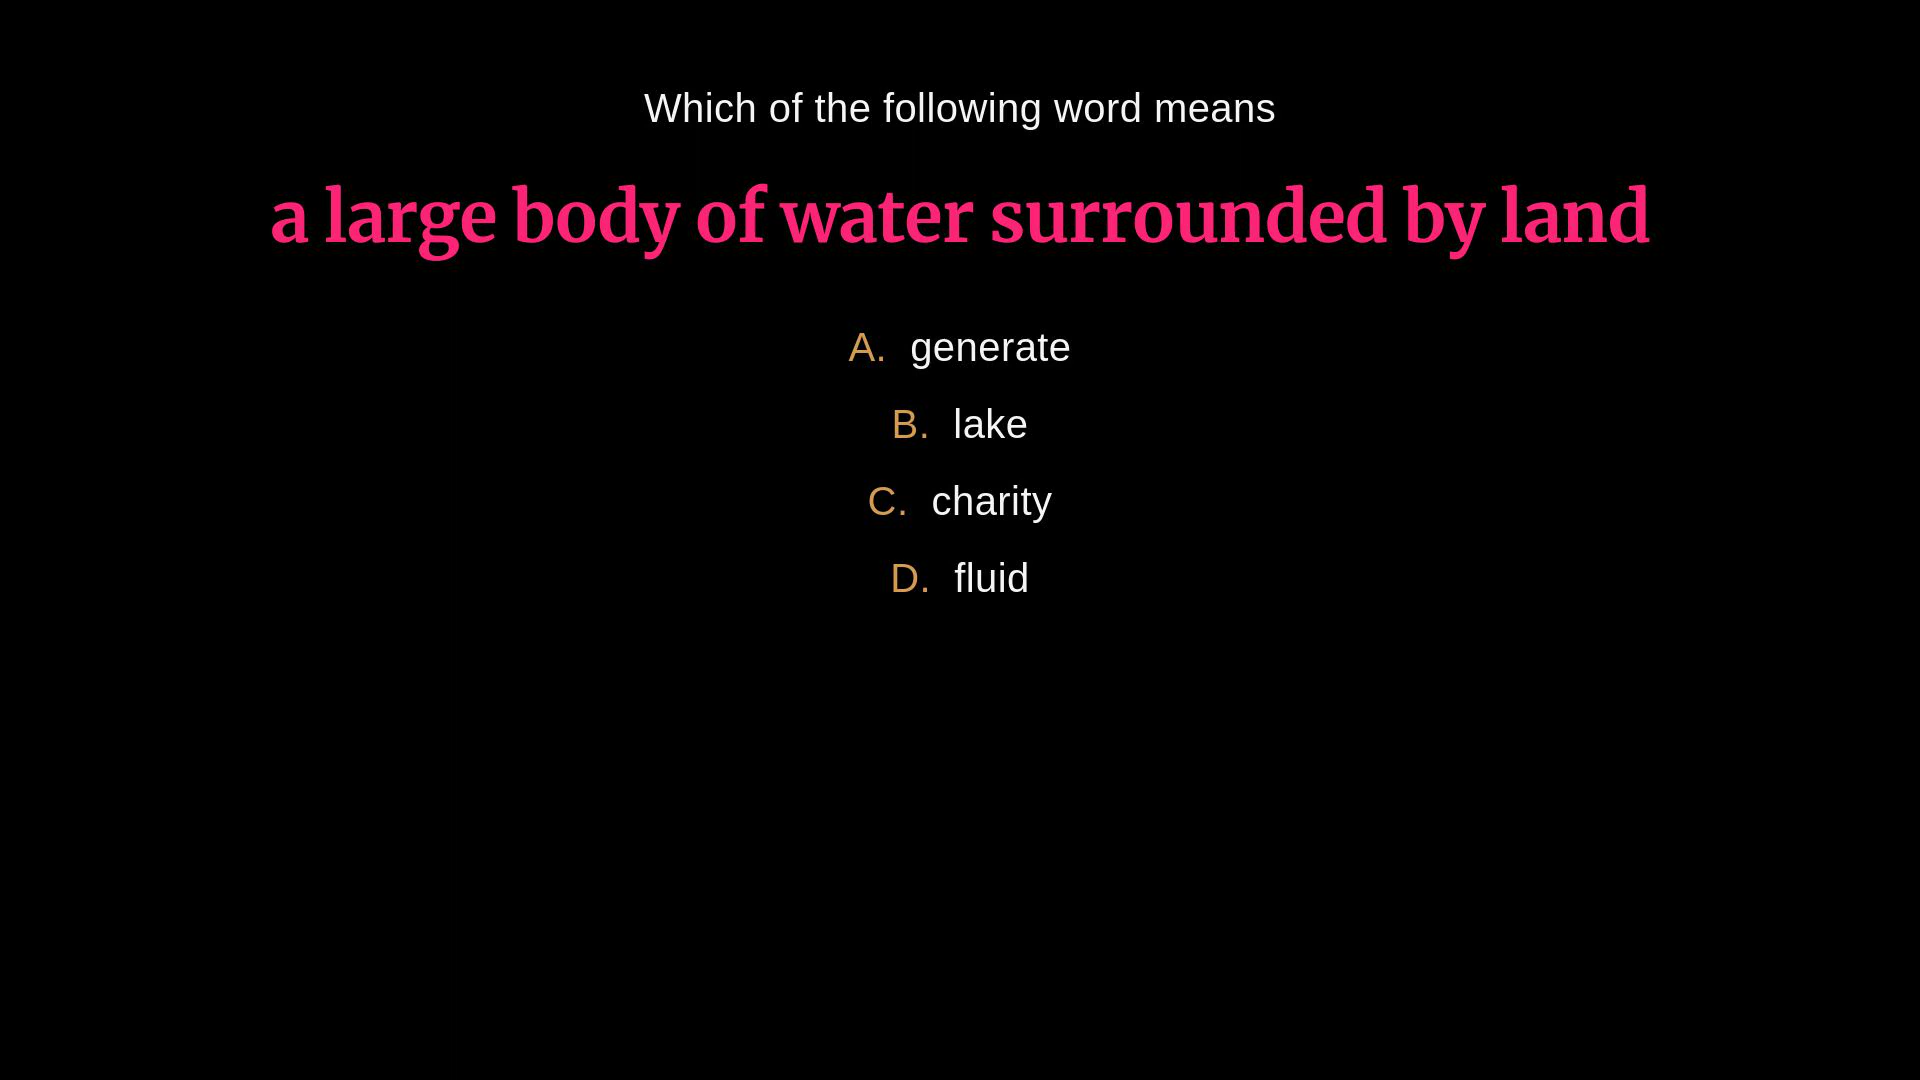 Which of the following word means
a large body of water surrounded by land
A. generate
B. lake
C. charity
D. fluid